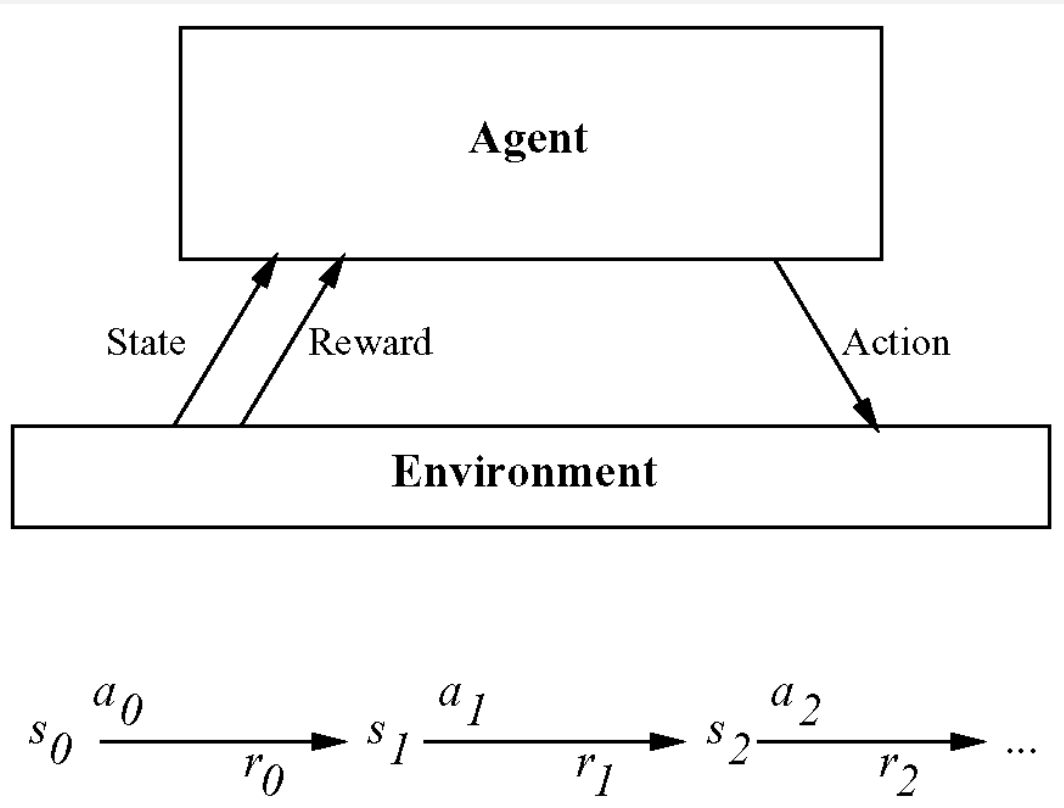 Agent
State Reward Action
Environment
a0 a1 a2
s0 s1 s2 ...
r0 r1 r2